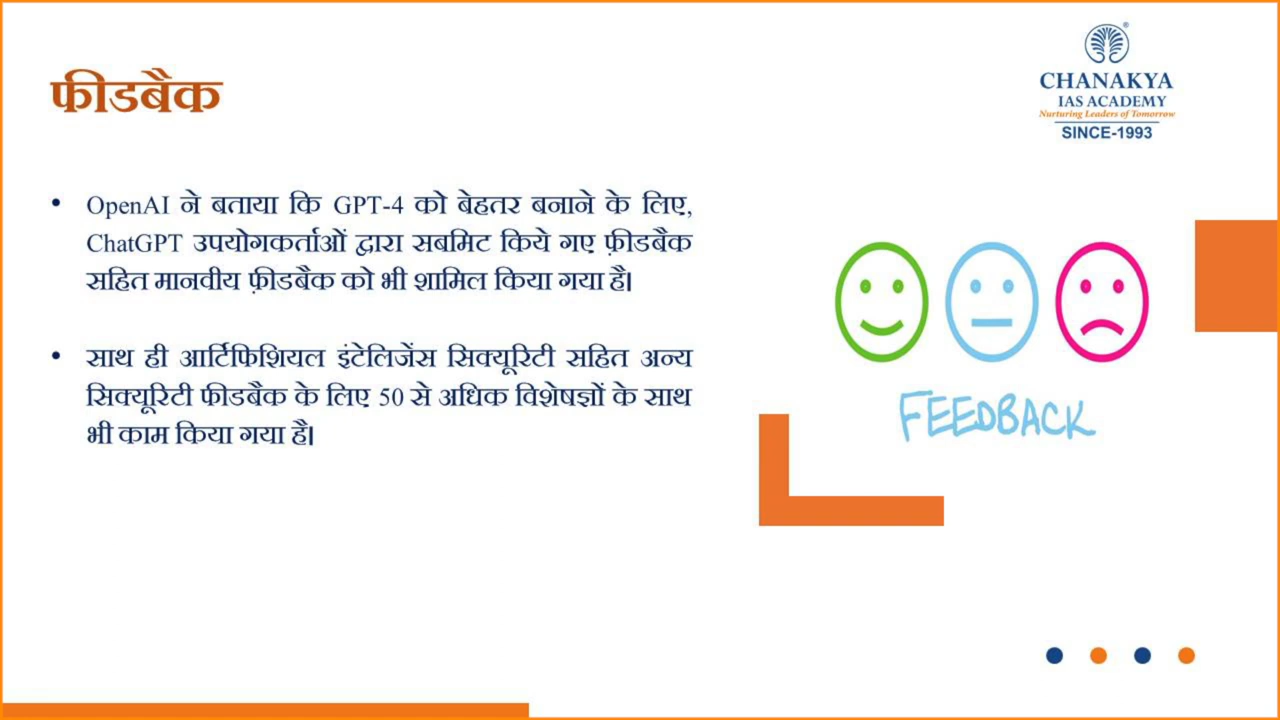 फीडबैक
CHANAKYA
IAS ACADEMY
Nurturing Leaders of Tomorrow
SINCE-1993
• OpenAI ने बताया कि GPT-4 को बेहतर बनाने के लिए,
ChatGPT उपयोगकर्ताओं द्वारा सबमिट किये गए फ़ीडबैक
सहित मानवीय फ़ीडबैक को भी शामिल किया गया है।
• साथ ही आर्टिफिशियल इंटेलिजेंस सिक्यूरिटी सहित अन्य
सिक्यूरिटी फीडबैक के लिए 50 से अधिक विशेषज्ञों के साथ
भी काम किया गया है।
FEEDBACK